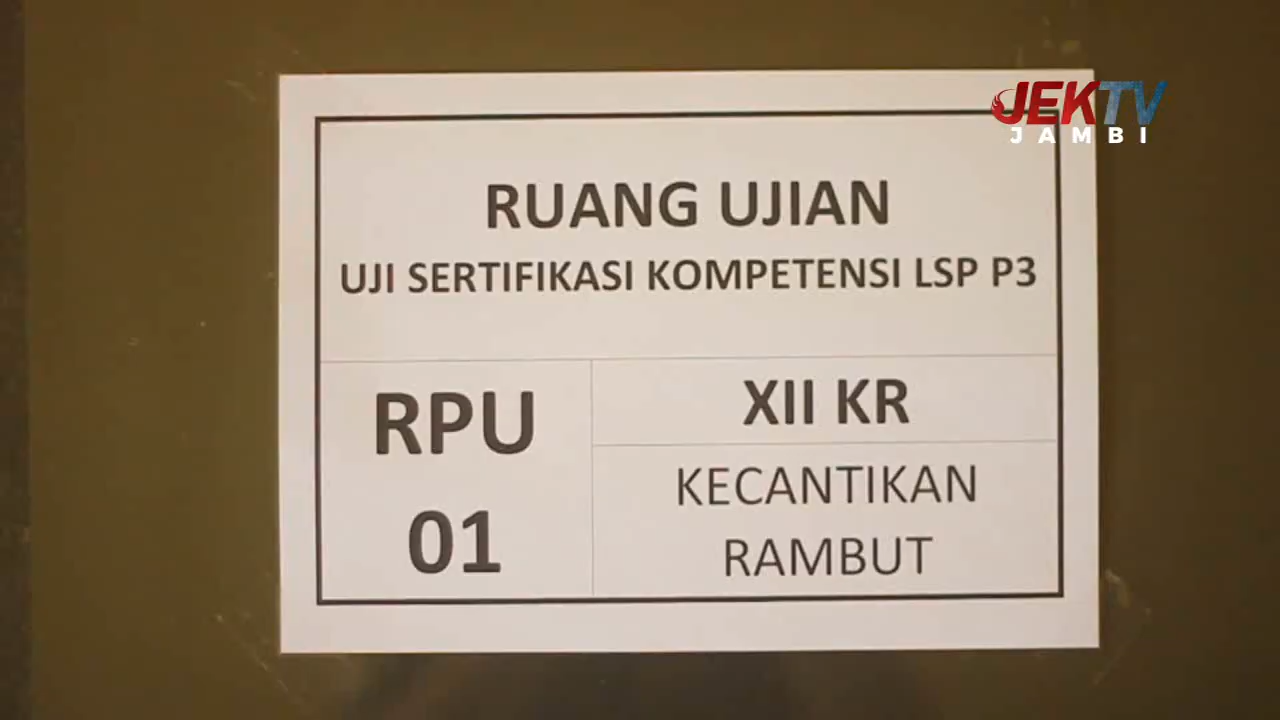 JEKTV
JAMBI
RUANG UJIAN
UJI SERTIFIKASI KOMPETENSI LSP P3
RPU
01
XII KR
KECANTIKAN
RAMBUT